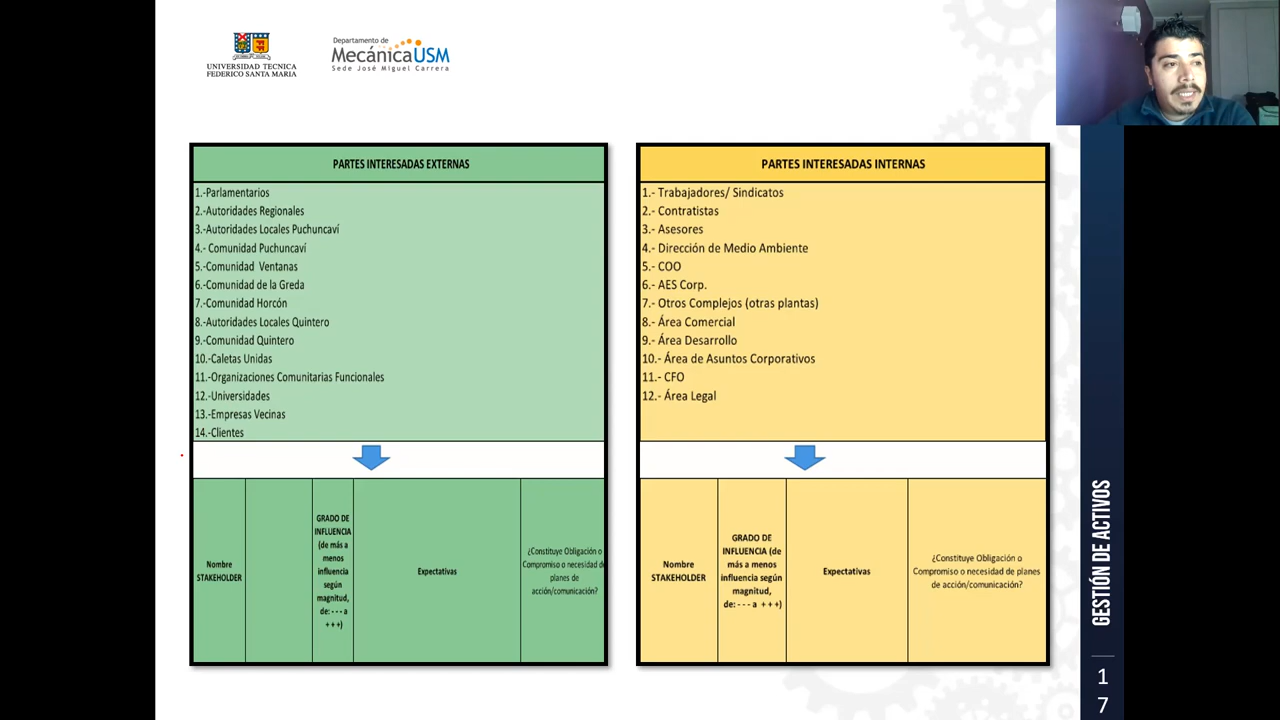 UNIVERSIDAD TECNICA
FEDERICO SANTA MARIA
Departamento de
MecánicaUSM
Sede José Miguel Carrera
PARTES INTERESADAS EXTERNAS
1.-Parlamentarios
2.-Autoridades Regionales
3.-Autoridades Locales Puchuncaví
4.- Comunidad Puchuncaví
5.-Comunidad Ventanas
6.-Comunidad de la Greda
7.-Comunidad Horcón
8.-Autoridades Locales Quintero
9.-Comunidad Quintero
10.-Caletas Unidas
11.-Organizaciones Comunitarias Funcionales
12.-Universidades
13.-Empresas Vecinas
14.-Clientes
Nombre
STAKEHOLDER
GRADO DE
INFLUENCIA
(de más a
menos
influencia
según
magnitud,
de: - - - a
+ + +)
Expectativas
¿Constituye Obligación o
Compromiso o necesidad de
planes de
acción/comunicación?
PARTES INTERESADAS INTERNAS
1.- Trabajadores/ Sindicatos
2.- Contratistas
3.- Asesores
4.- Dirección de Medio Ambiente
5.- COO
6.- AES Corp.
7.- Otros Complejos (otras plantas)
8.- Área Comercial
9.- Área Desarrollo
10.- Área de Asuntos Corporativos
11.- CFO
12.- Área Legal
Nombre
STAKEHOLDER
GRADO DE
INFLUENCIA (de
más a menos
influencia según
magnitud,
de: - - - a + + +)
Expectativas
¿Constituye Obligación o
Compromiso o necesidad de planes
de acción/comunicación?
GESTIÓN DE ACTIVOS
1
7